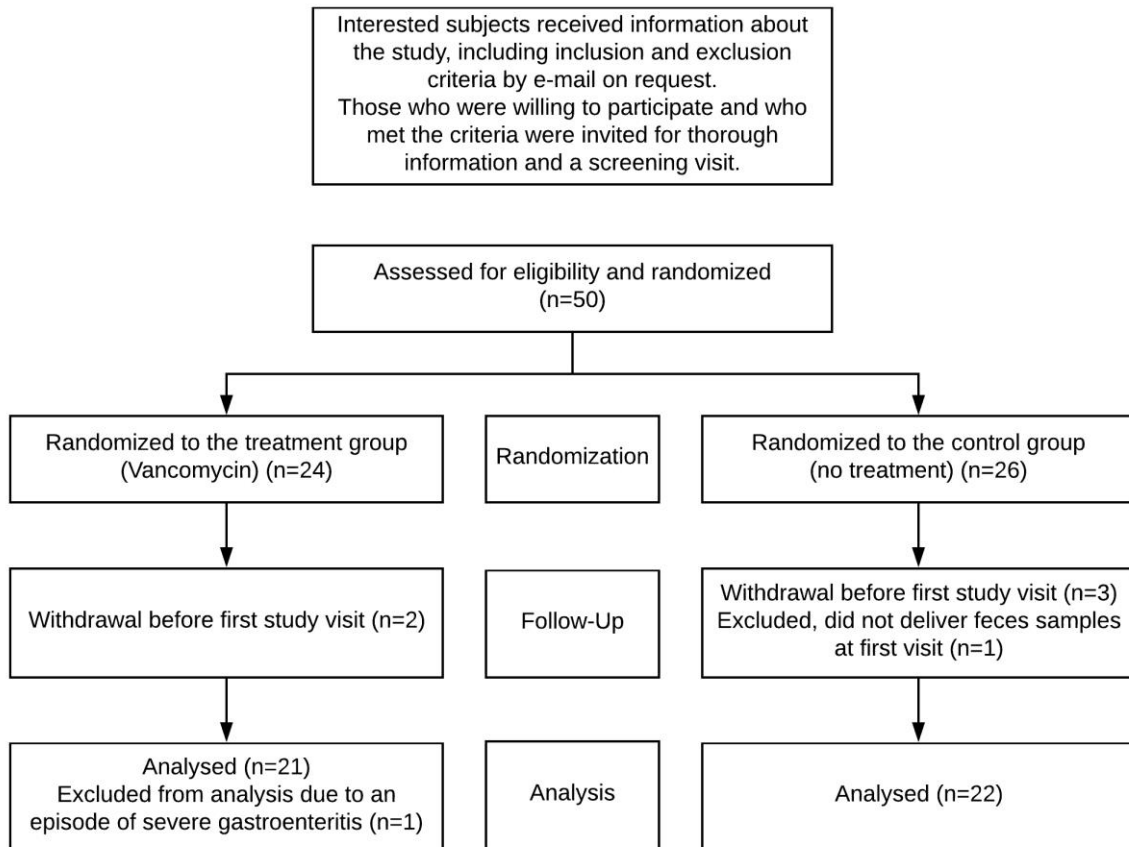 Interested subjects received information about
the study, including inclusion and exclusion
criteria by e-mail on request.
Those who were willing to participate and who
met the criteria were invited for thorough
information and a screening visit.
Assessed for eligibility and randomized
(n=50)
Randomized to the treatment group
(Vancomycin) (n=24)
Randomization
Randomized to the control group
(no treatment) (n=26)
Withdrawal before first study visit (n=2)
Follow-Up
Withdrawal before first study visit (n=3)
Excluded, did not deliver feces samples
at first visit (n=1)
Analysed (n=21)
Excluded from analysis due to an
episode of severe gastroenteritis (n=1)
Analysis
Analysed (n=22)